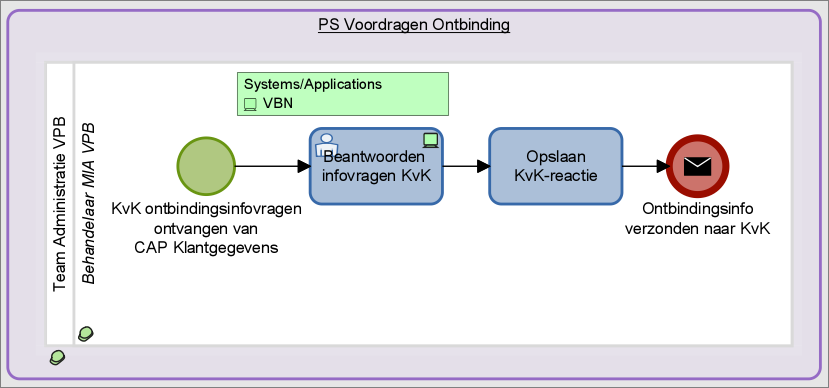 PS Voordragen Ontbinding
Team Administratie VPB
Behandelaar MIA VPB
Systems/Applications
VBN
KvK ontbindingsinfovragen
ontvangen van
CAP Klantgegevens
Beantwoorden
infovragen KvK
Opslaan
KvK-reactie
Ontbindingsinfo
verzonden naar KvK